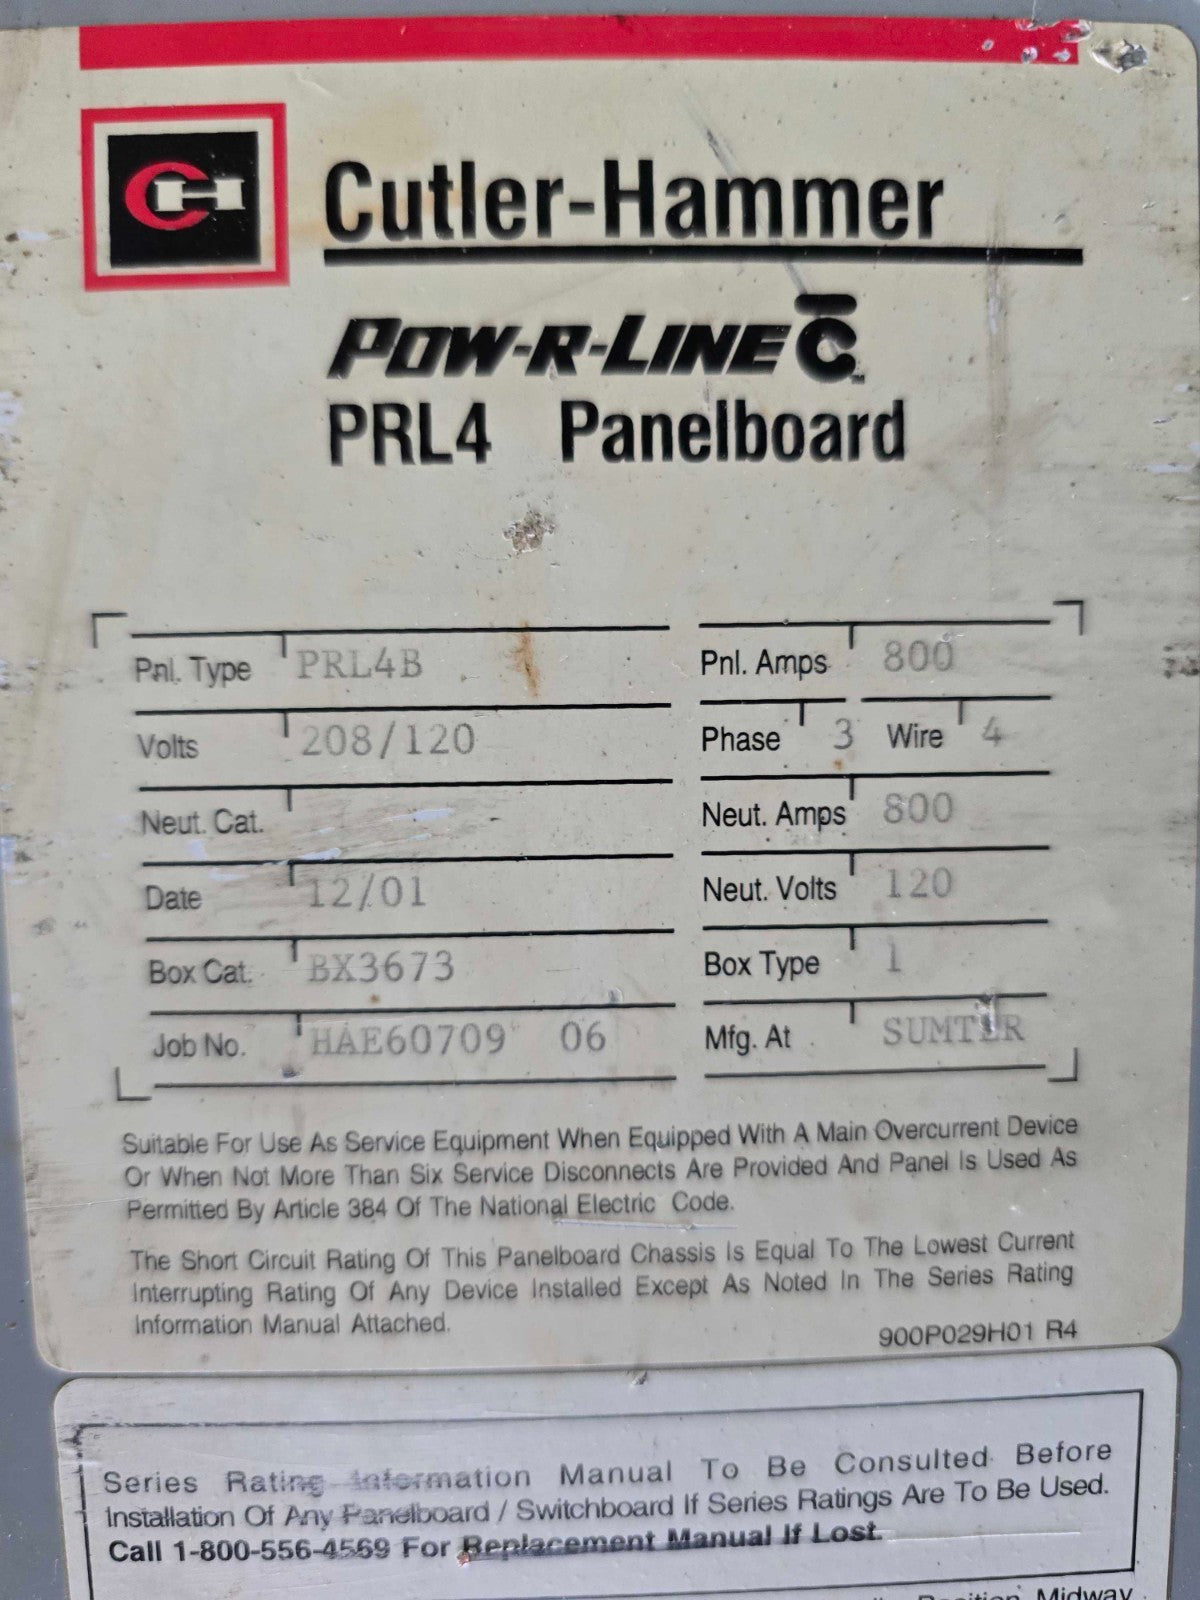 CH Cutler-Hammer
POW-R-LINE C
PRL4 Panelboard
Pnl. Type PRL4B Pnl. Amps 800
Volts 208/120 Phase 3 Wire 4
Neut. Cat. Neut. Amps 800
Date 12/01 Neut. Volts 120
Box Cat. BX3673 Box Type 1
Job No. HAE60709 06 Mfg. At SUMTER
Suitable For Use As Service Equipment When Equipped With A Main Overcurrent Device
Or When Not More Than Six Service Disconnects Are Provided And Panel Is Used As
Permitted By Article 384 Of The National Electric Code.
The Short Circuit Rating Of This Panelboard Chassis Is Equal To The Lowest Current
Interrupting Rating Of Any Device Installed Except As Noted In The Series Rating
Information Manual Attached.
900P029H01 R4
Series Rating Information Manual To Be Consulted Before
Installation Of Any Panelboard / Switchboard If Series Ratings Are To Be Used.
Call 1-800-556-4569 For Replacement Manual If Lost.
Position Midway